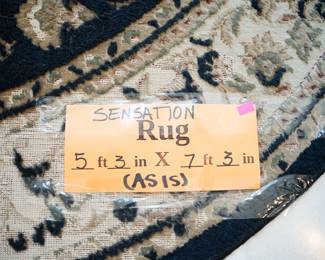 SENSATION
Rug
5 ft 3 in X 7 ft 3 in
(AS IS)